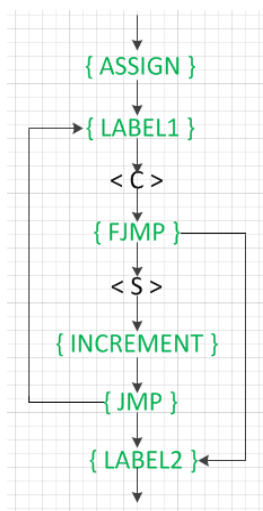 { ASSIGN }
{ LABEL1 }
< C >
{ FJMP }
< S >
{ INCREMENT }
{ JMP }
{ LABEL2 }